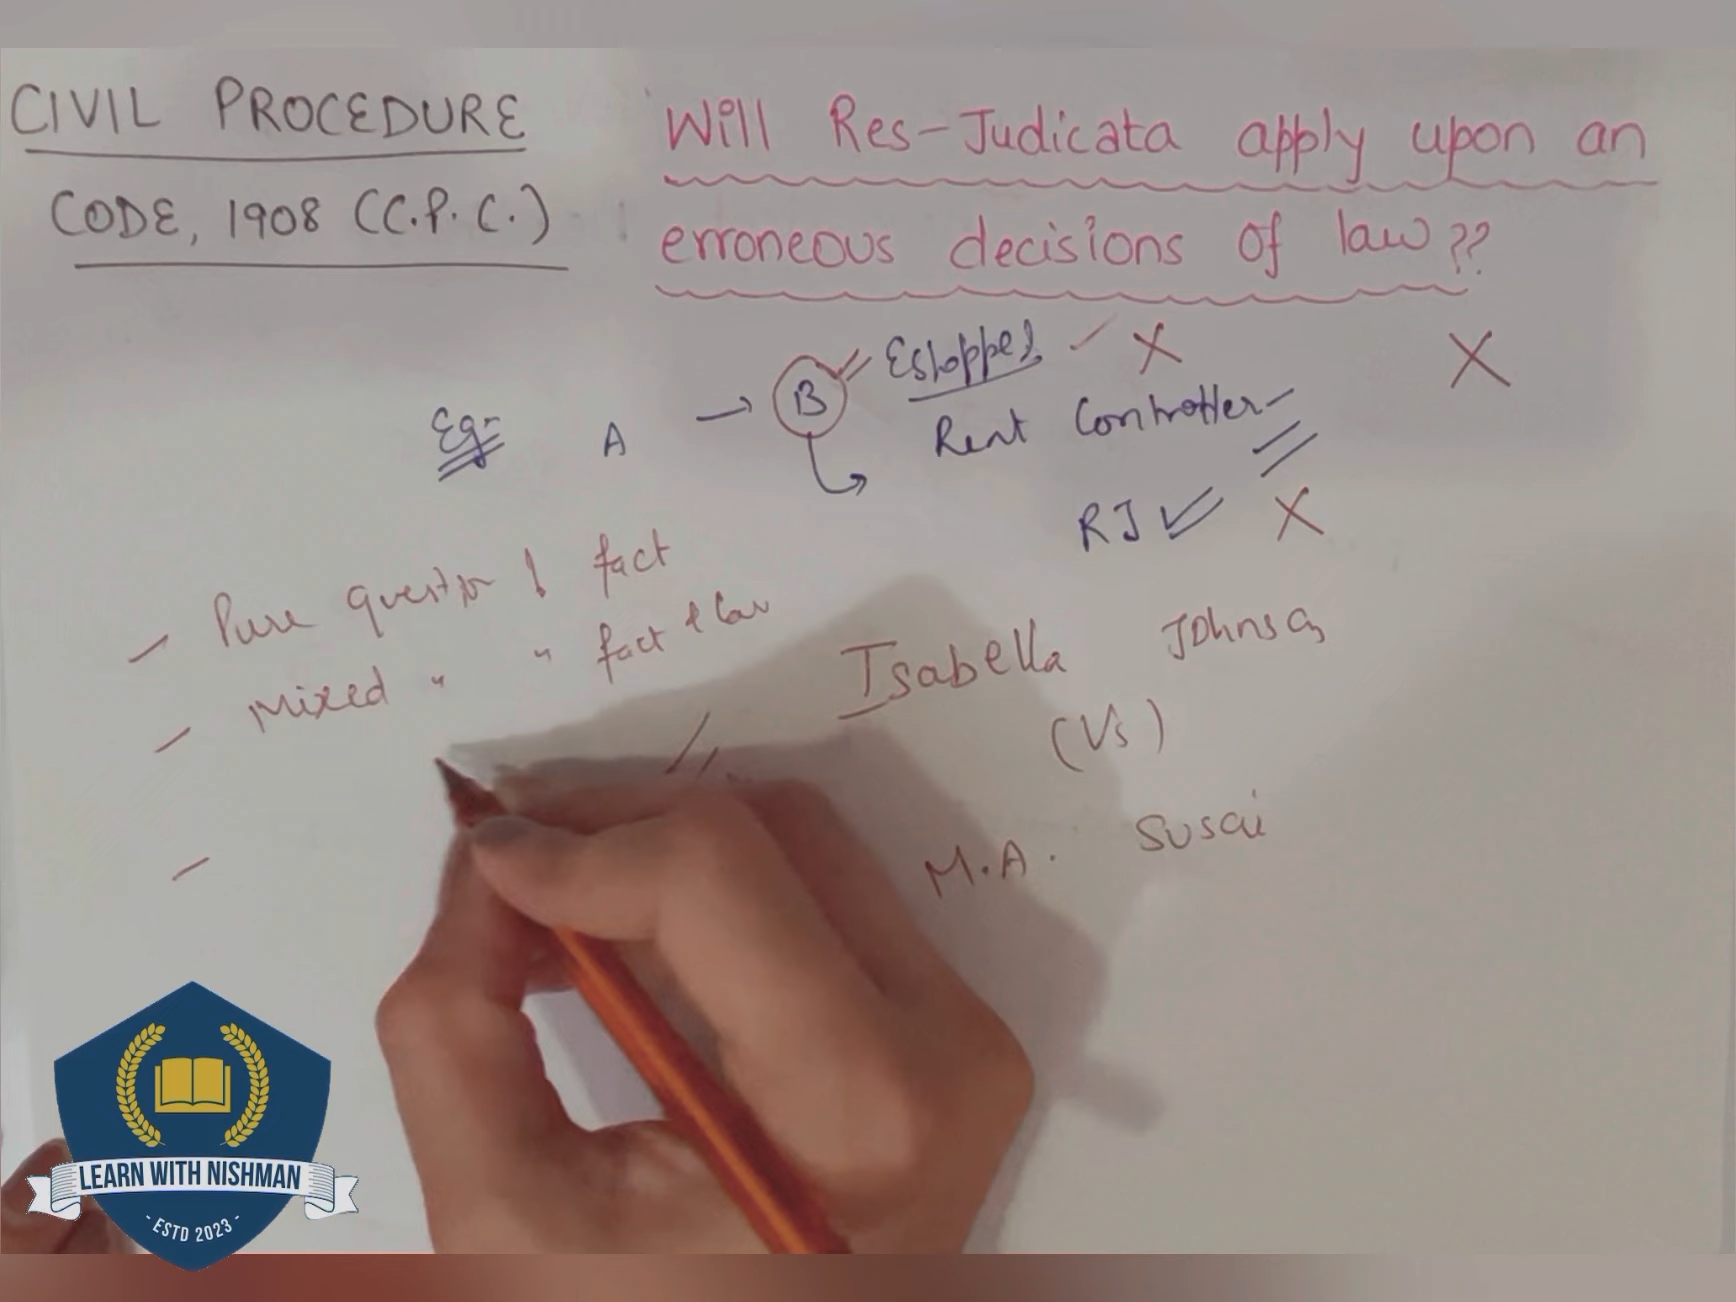 CIVIL PROCEDURE
CODE, 1908 (C.P.C.)
Will Res-Judicata apply upon an
erroneous decisions of law??
Eg:- A → B Estoppel
Rent Controller
RJ
- Pure question of fact
- Mixed " " fact & law
-
Isabella Johnson
(Vs)
M.A. Susai
LEARN WITH NISHMAN
- ESTD 2023 -